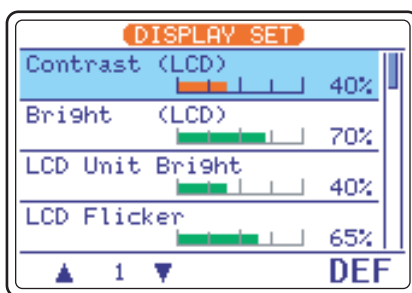 DISPLAY SET
Contrast (LCD)
40%
Bright (LCD)
70%
LCD Unit Bright
40%
LCD Flicker
65%
▲ 1 ▼ DEF